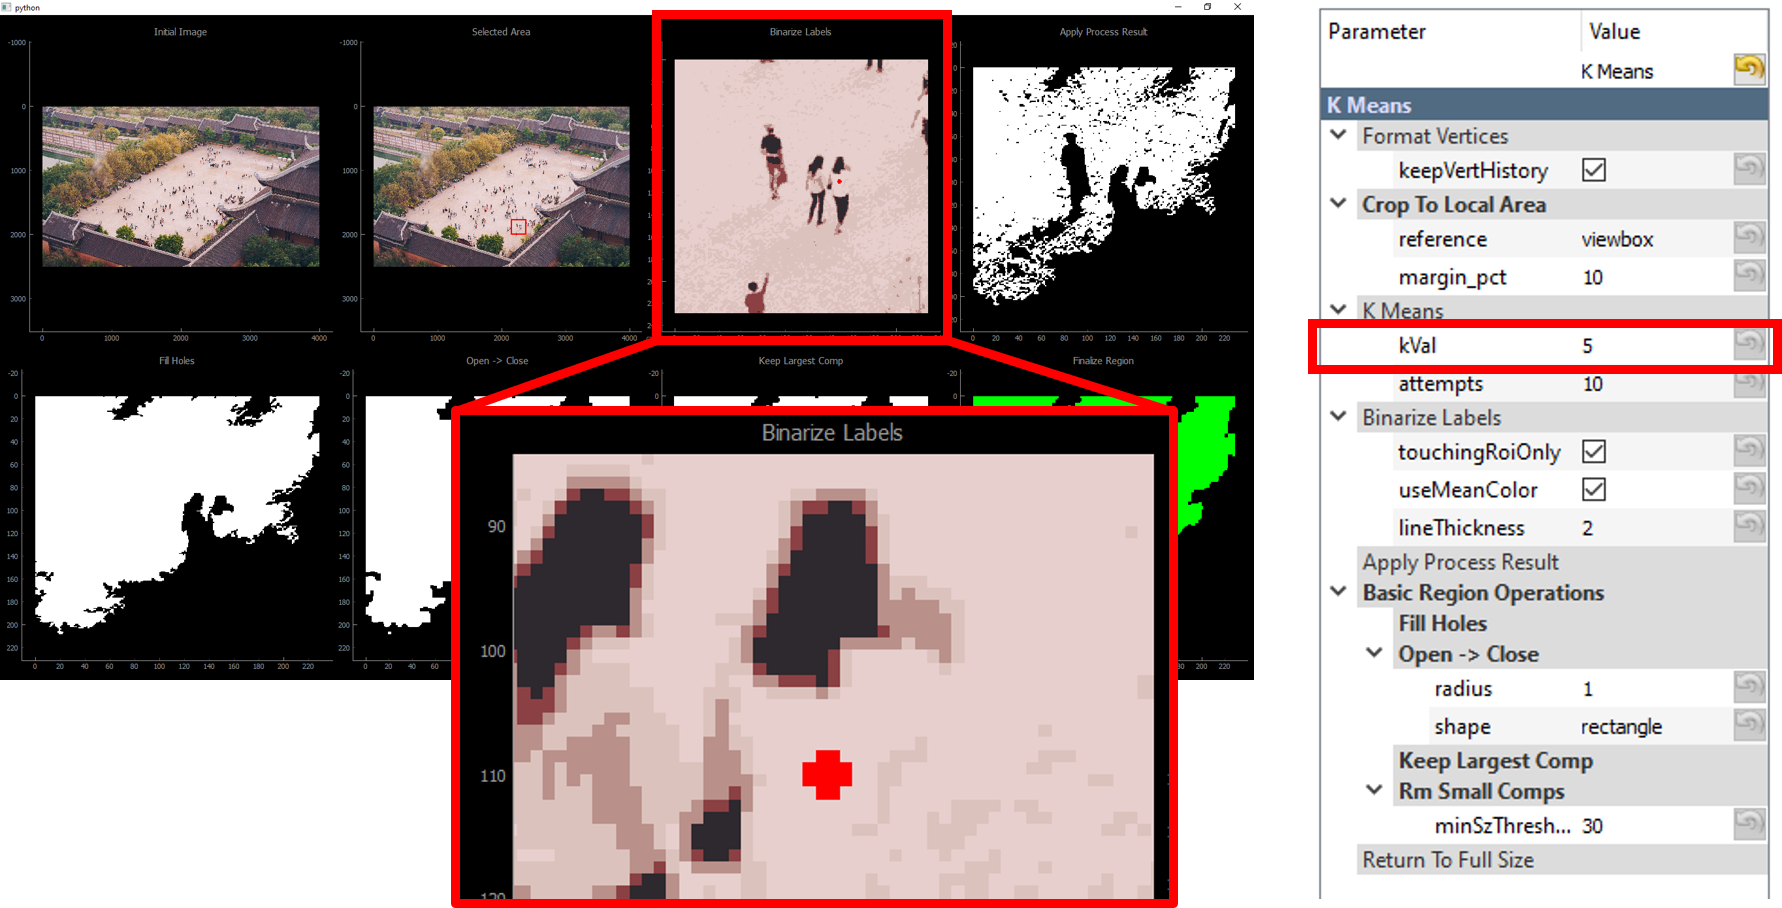 python
Initial Image
Selected Area
Binarize Labels
Apply Process Result
-1000
0
1000
2000
3000
0
1000
2000
3000
4000
-1000
0
1000
2000
3000
0
1000
2000
3000
4000
0
20
40
60
80
100
120
140
160
180
200
220
Fill Holes
Open -> Close
Keep Largest Comp
Finalize Region
-20
0
20
40
60
80
100
120
140
160
180
200
220
0
20
40
60
80
100
120
140
160
180
200
220
-20
0
20
40
60
80
100
120
140
160
180
200
220
0
20
40
60
-20
0
-20
0
180
200
220
Binarize Labels
90
100
110
120
Parameter Value
K Means
K Means
Format Vertices
keepVertHistory
Crop To Local Area
reference viewbox
margin_pct 10
K Means
kVal 5
attempts 10
Binarize Labels
touchingRoiOnly
useMeanColor
lineThickness 2
Apply Process Result
Basic Region Operations
Fill Holes
Open -> Close
radius 1
shape rectangle
Keep Largest Comp
Rm Small Comps
minSzThresh... 30
Return To Full Size